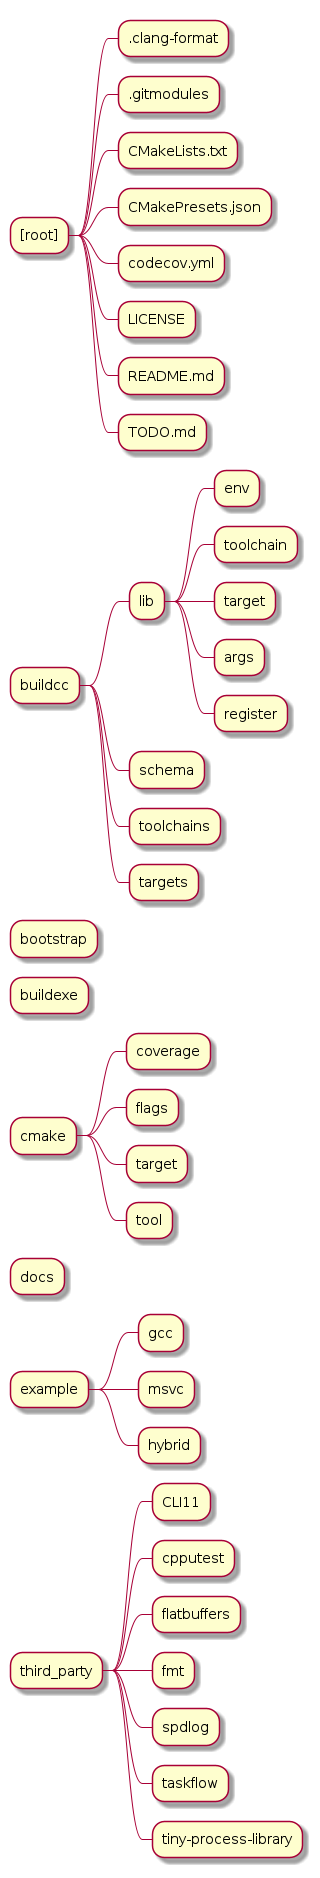 [root]
.clang-format
.gitmodules
CMakeLists.txt
CMakePresets.json
codecov.yml
LICENSE
README.md
TODO.md
buildcc
lib
env
toolchain
target
args
register
schema
toolchains
targets
bootstrap
buildexe
cmake
coverage
flags
target
tool
docs
example
gcc
msvc
hybrid
third_party
CLI11
cpputest
flatbuffers
fmt
spdlog
taskflow
tiny-process-library